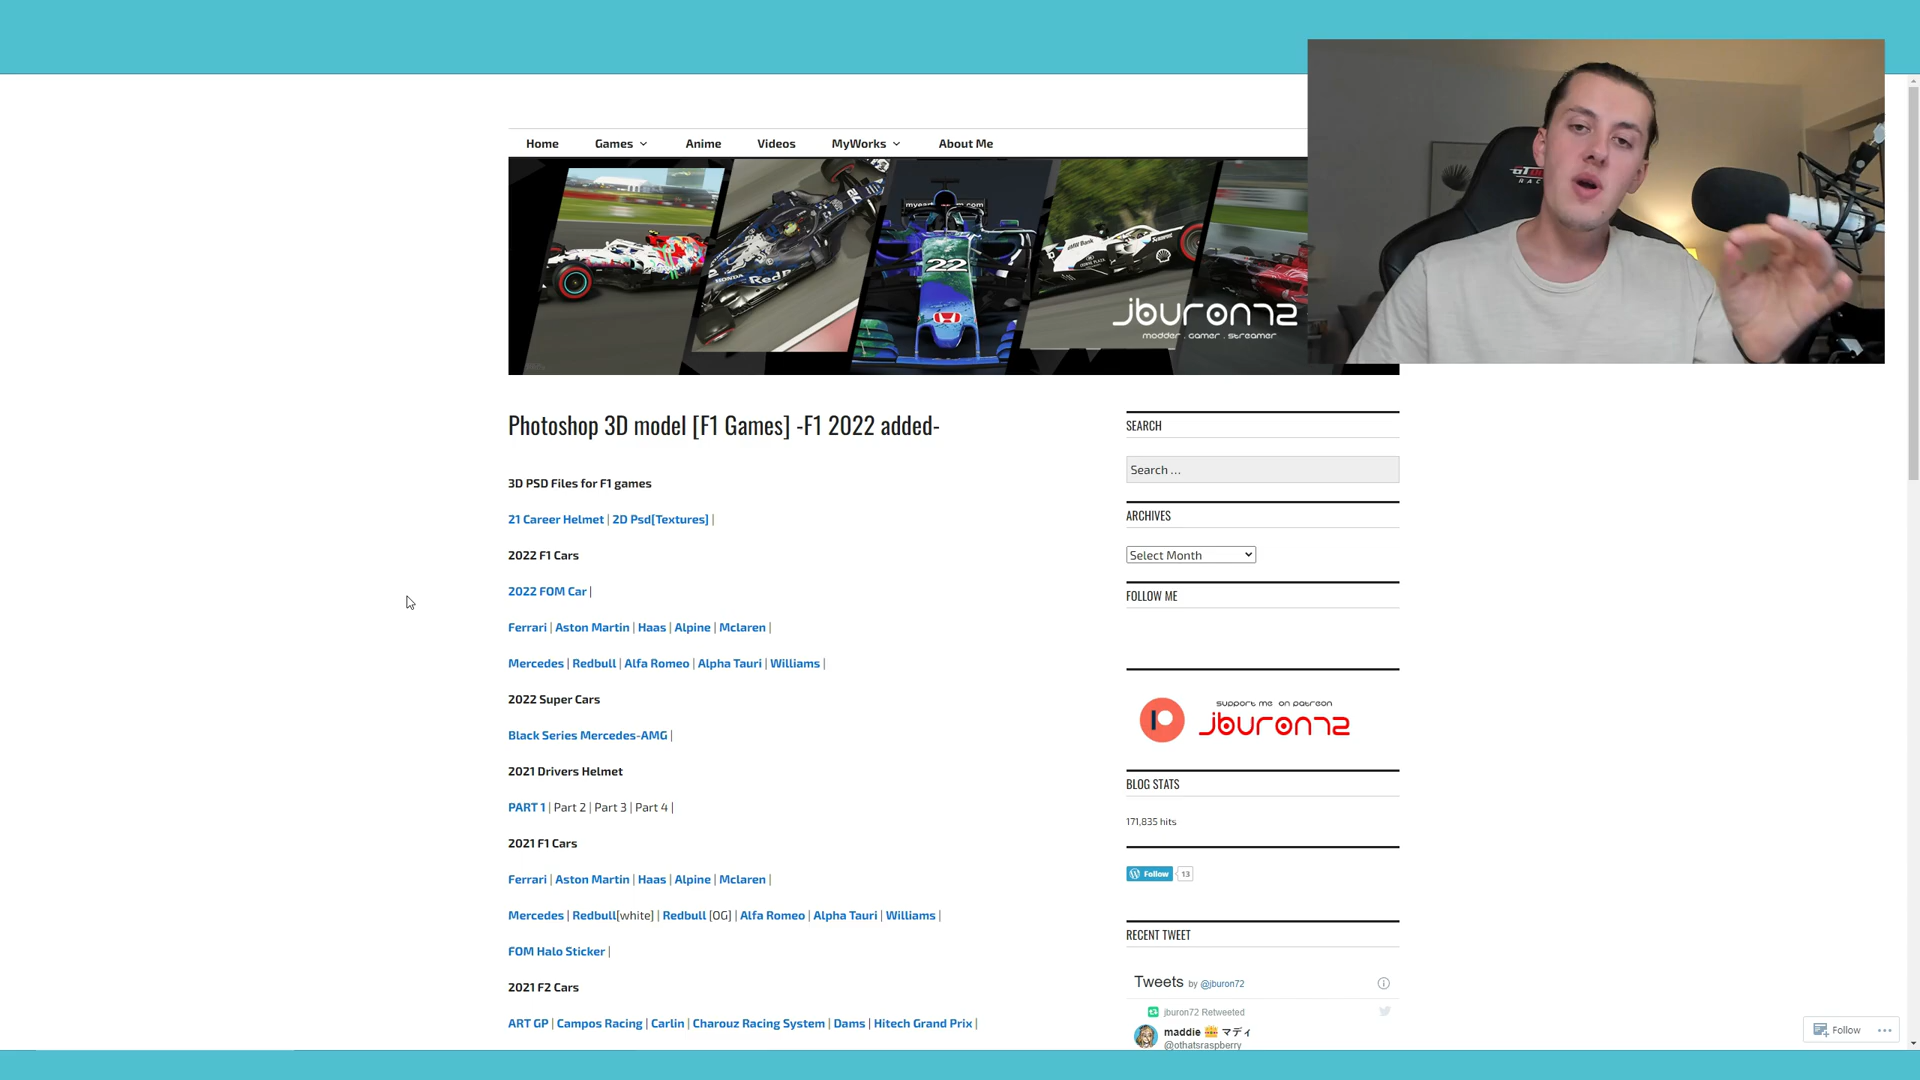 Home Games Anime Videos MyWorks About Me
22
HONDA
jburon72
modder . gamer . streamer
Photoshop 3D model [F1 Games] -F1 2022 added-
3D PSD Files for F1 games
21 Career Helmet | 2D Psd[Textures] |
2022 F1 Cars
2022 FOM Car |
Ferrari | Aston Martin | Haas | Alpine | Mclaren |
Mercedes | Redbull | Alfa Romeo | Alpha Tauri | Williams |
2022 Super Cars
Black Series Mercedes-AMG |
2021 Drivers Helmet
PART 1 | Part 2 | Part 3 | Part 4 |
2021 F1 Cars
Ferrari | Aston Martin | Haas | Alpine | Mclaren |
Mercedes | Redbull[white] | Redbull [OG] | Alfa Romeo | Alpha Tauri | Williams |
FOM Halo Sticker |
2021 F2 Cars
ART GP | Campos Racing | Carlin | Charouz Racing System | Dams | Hitech Grand Prix |
SEARCH
Search …
ARCHIVES
Select Month
FOLLOW ME
support me on patreon
jburon72
BLOG STATS
171,835 hits
Follow 13
RECENT TWEET
Tweets by @jburon72
jburon72 Retweeted
maddie 🍔 マディ
@othatsraspberry
Follow